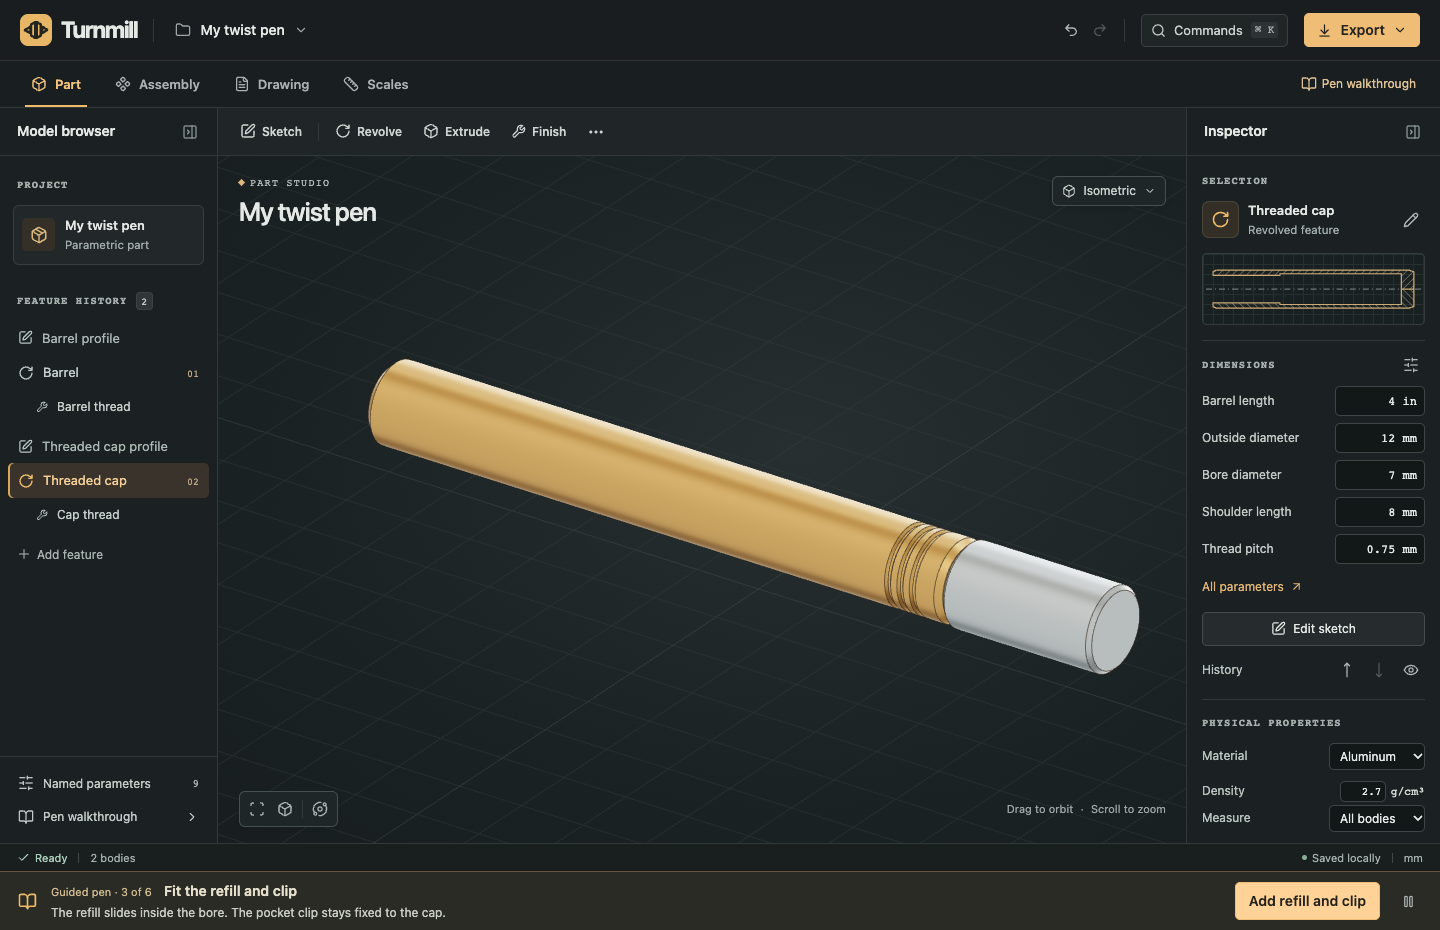 Turnmill
My twist pen
Commands ⌘ K
Export
Part
Assembly
Drawing
Scales
Pen walkthrough
Model browser
Sketch
Revolve
Extrude
Finish
Inspector
PROJECT
My twist pen
Parametric part
FEATURE HISTORY 2
Barrel profile
Barrel 01
Barrel thread
Threaded cap profile
Threaded cap 02
Cap thread
Add feature
Named parameters 9
Pen walkthrough
PART STUDIO
My twist pen
Isometric
Drag to orbit · Scroll to zoom
SELECTION
Threaded cap
Revolved feature
DIMENSIONS
Barrel length 4 in
Outside diameter 12 mm
Bore diameter 7 mm
Shoulder length 8 mm
Thread pitch 0.75 mm
All parameters
Edit sketch
History
PHYSICAL PROPERTIES
Material Aluminum
Density 2.7 g/cm³
Measure All bodies
Ready
2 bodies
Saved locally
mm
Guided pen · 3 of 6 Fit the refill and clip
The refill slides inside the bore. The pocket clip stays fixed to the cap.
Add refill and clip